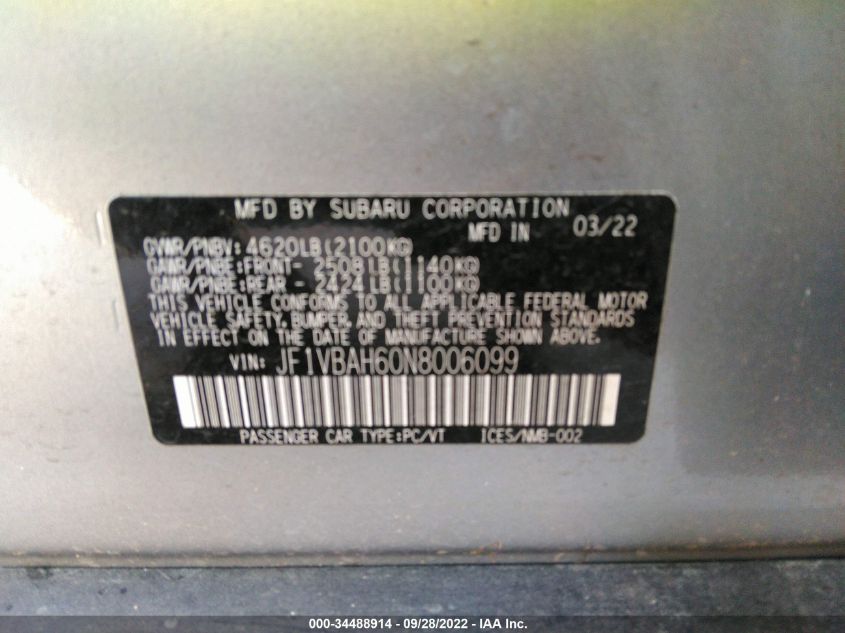 MFD BY SUBARU CORPORATION
MFD IN 03/22
GVWR/PNBV: 4620LB(2100KG)
GAWR/PNBE:FRONT- 2508LB(1140KG)
GAWR/PNBE:REAR - 2424LB(1100KG)
THIS VEHICLE CONFORMS TO ALL APPLICABLE FEDERAL MOTOR
VEHICLE SAFETY, BUMPER, AND THEFT PREVENTION STANDARDS
IN EFFECT ON THE DATE OF MANUFACTURE SHOWN ABOVE.
VIN: JF1VBAH60N8006099
PASSENGER CAR TYPE:PC/VT ICES/NMB-002
000-34488914 - 09/28/2022 - © IAA, Inc.